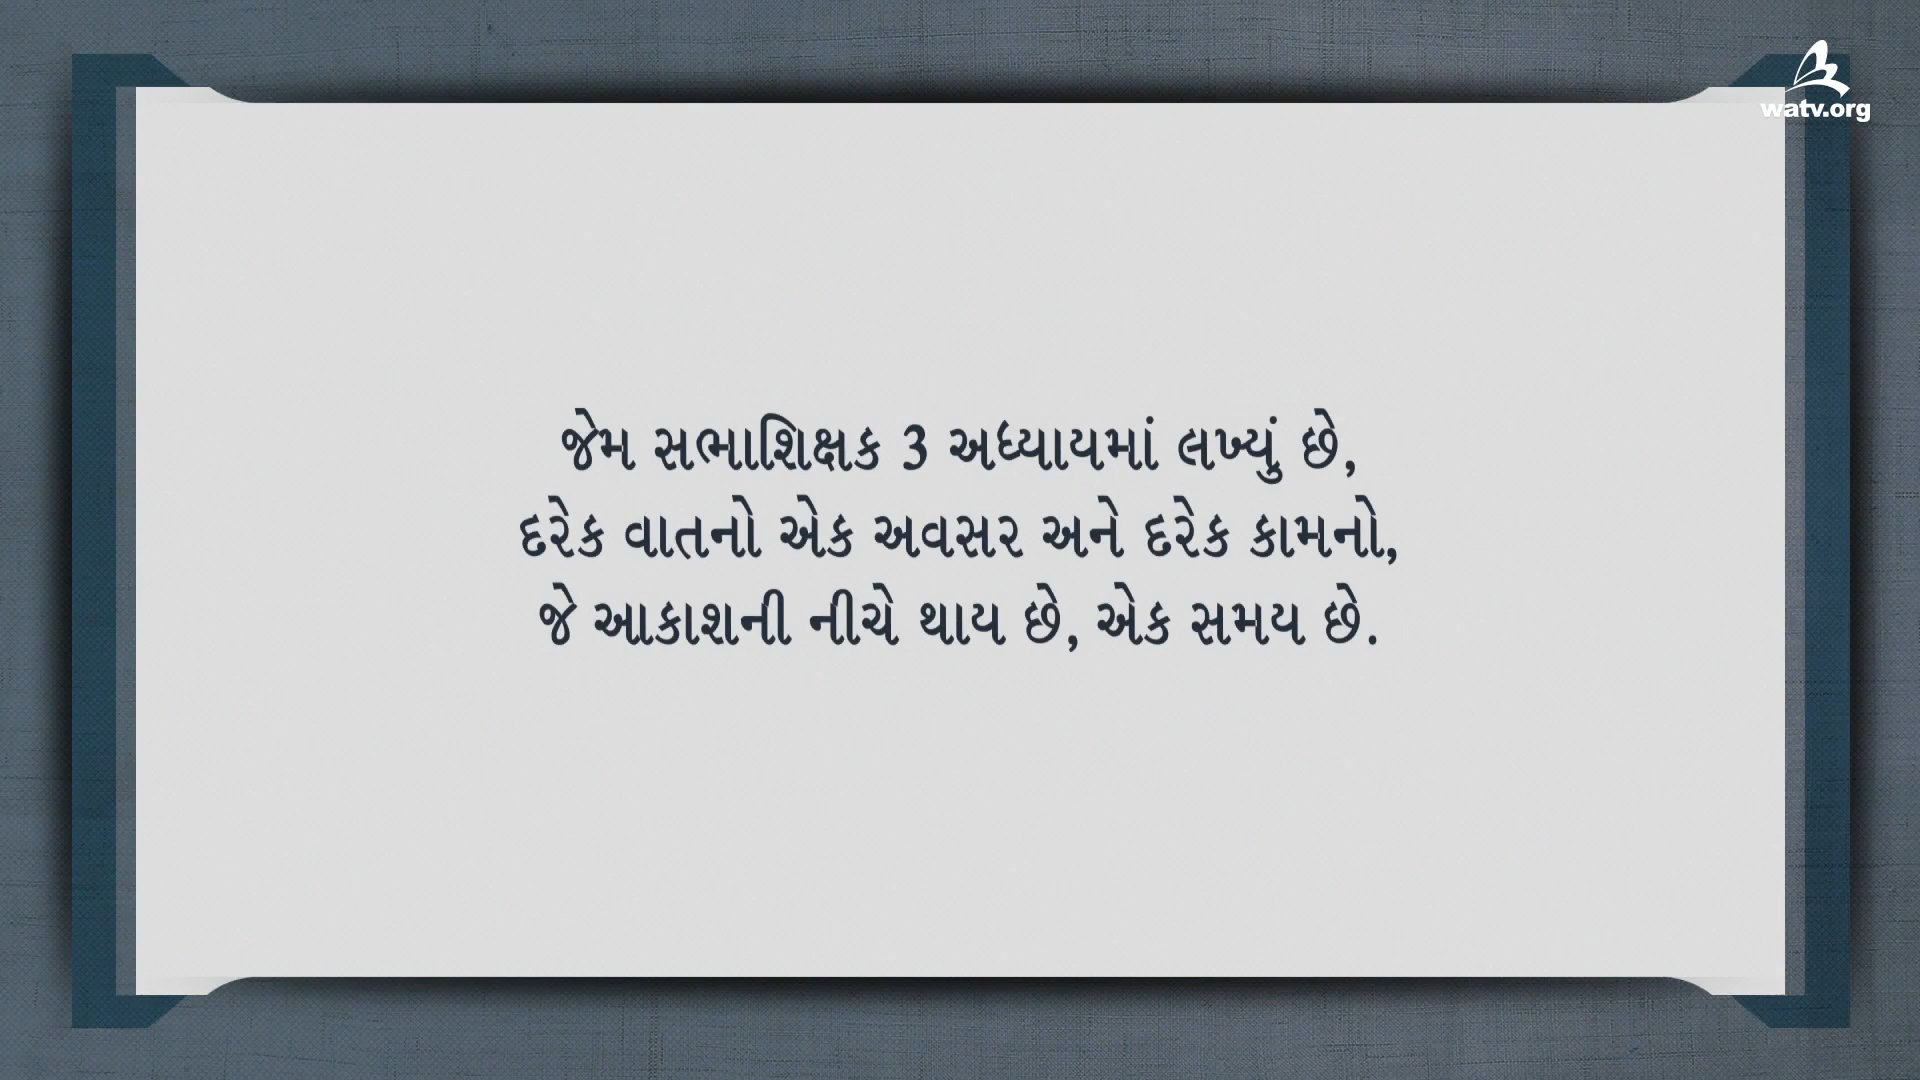 watv.org
જેમ સભાશિક્ષક 3 અધ્યાયમાં લખ્યું છે,
દરેક વાતનો એક અવસર અને દરેક કામનો,
જે આકાશની નીચે થાય છે, એક સમય છે.